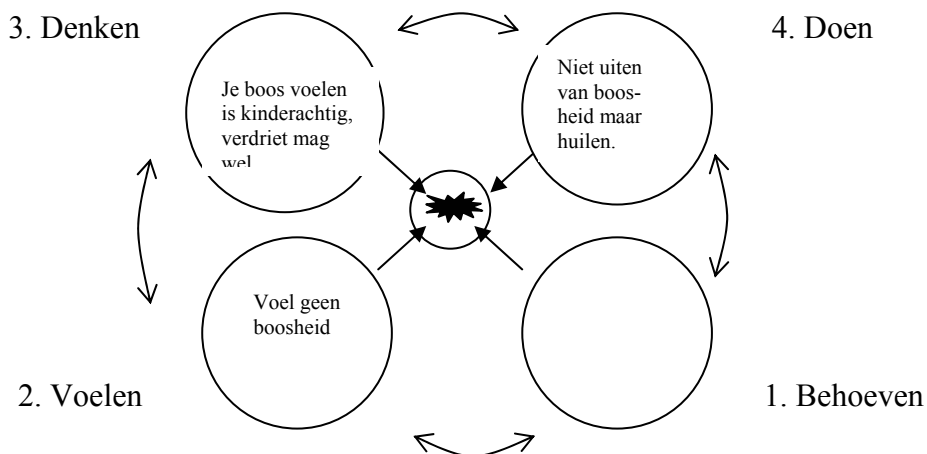 3. Denken
4. Doen
Je boos voelen
is kinderachtig,
verdriet mag
wel
Niet uiten
van boos-
heid maar
huilen.
Voel geen
boosheid
2. Voelen
1. Behoeven